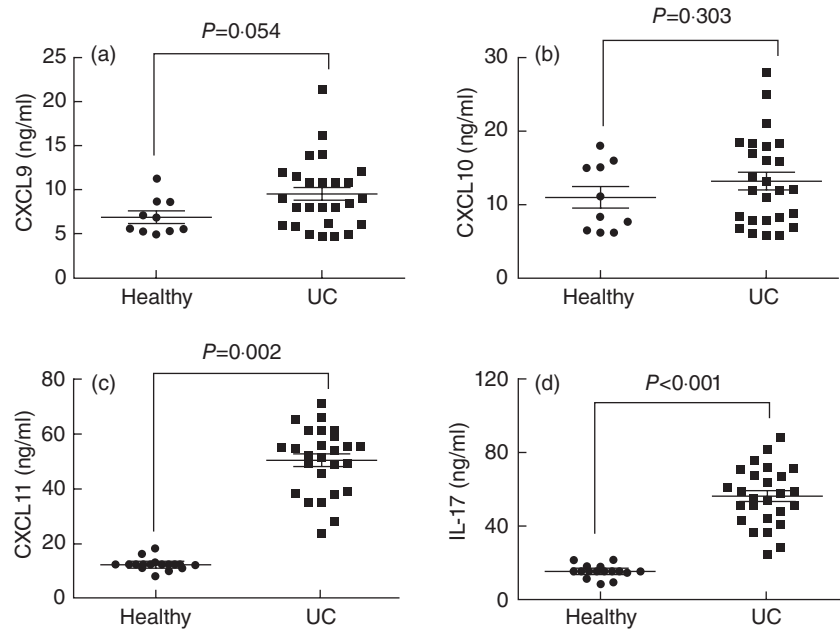 (a)
P=0·054
CXCL9 (ng/ml)
25
20
15
10
5
0
Healthy
UC
(b)
P=0·303
CXCL10 (ng/ml)
30
20
10
0
Healthy
UC
(c)
P=0·002
CXCL11 (ng/ml)
80
60
40
20
0
Healthy
UC
(d)
P<0·001
IL-17 (ng/ml)
120
80
40
0
Healthy
UC